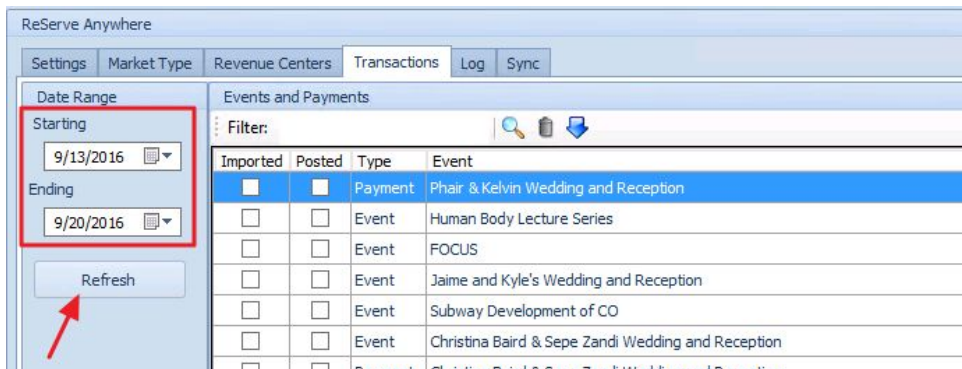 ReServe Anywhere
Settings Market Type Revenue Centers Transactions Log Sync
Date Range
Starting
9/13/2016
Ending
9/20/2016
Refresh
Events and Payments
Filter:
Imported Posted Type Event
Payment Phair & Kelvin Wedding and Reception
Event Human Body Lecture Series
Event FOCUS
Event Jaime and Kyle's Wedding and Reception
Event Subway Development of CO
Event Christina Baird & Sepe Zandi Wedding and Reception